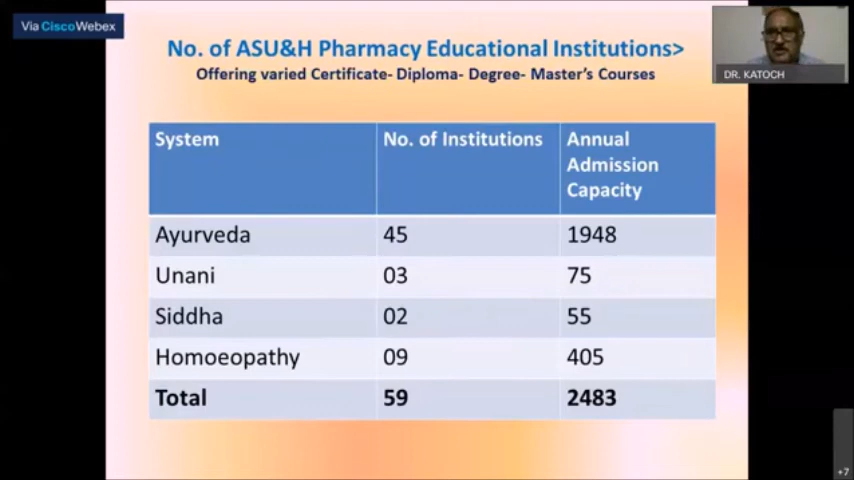 Via Cisco Webex
No. of ASU&H Pharmacy Educational Institutions>
Offering varied Certificate- Diploma- Degree- Master's Courses
DR. KATOCH
System No. of Institutions Annual
Admission
Capacity
Ayurveda 45 1948
Unani 03 75
Siddha 02 55
Homoeopathy 09 405
Total 59 2483
+7